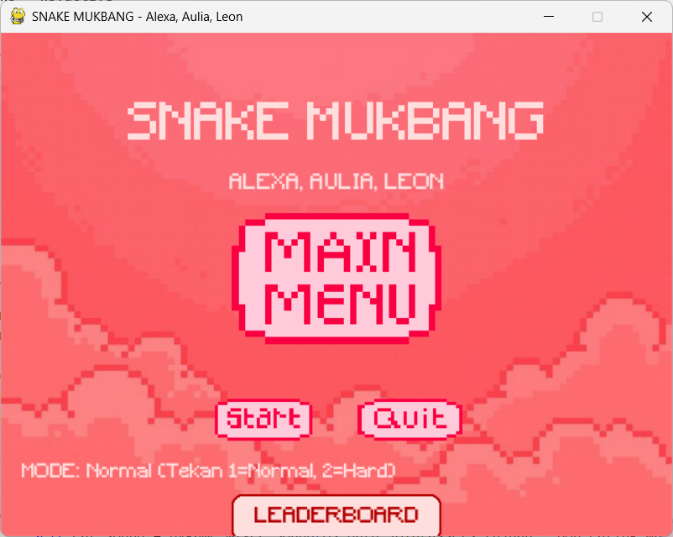 SNAKE MUKBANG - Alexa, Aulia, Leon
SNAKE MUKBANG
ALEXA, AULIA, LEON
MAIN
MENU
Start Quit
MODE: Normal (Tekan 1=Normal, 2=Hard)
LEADERBOARD